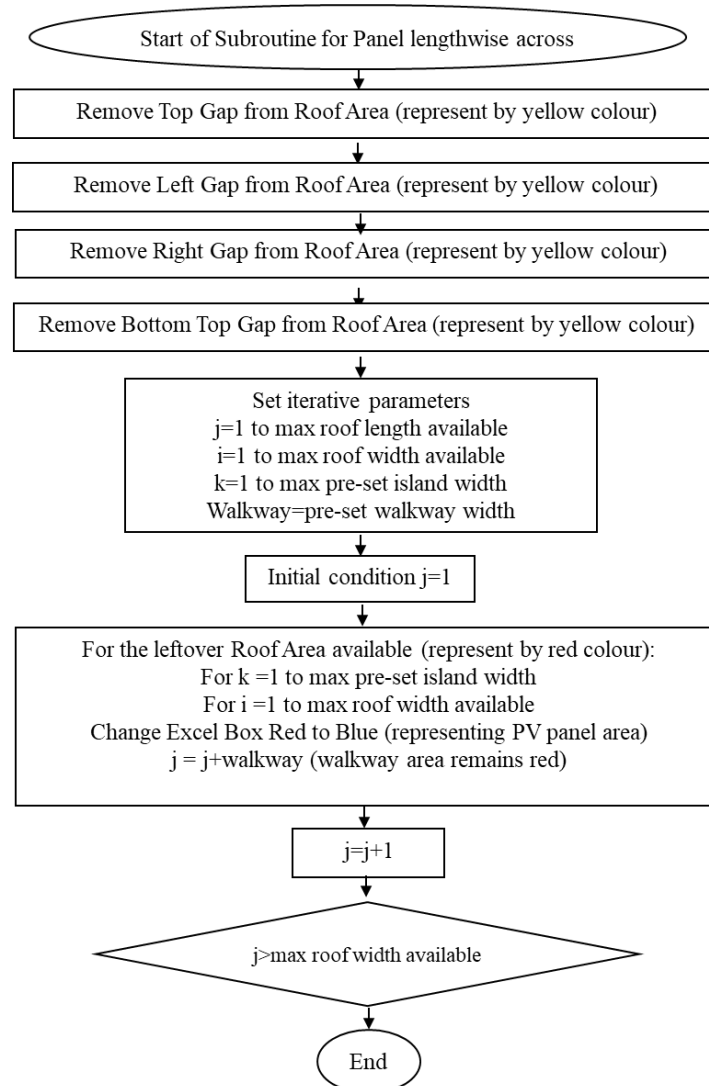 Start of Subroutine for Panel lengthwise across
Remove Top Gap from Roof Area (represent by yellow colour)
Remove Left Gap from Roof Area (represent by yellow colour)
Remove Right Gap from Roof Area (represent by yellow colour)
Remove Bottom Top Gap from Roof Area (represent by yellow colour)
Set iterative parameters
j=1 to max roof length available
i=1 to max roof width available
k=1 to max pre-set island width
Walkway=pre-set walkway width
Initial condition j=1
For the leftover Roof Area available (represent by red colour):
For k =1 to max pre-set island width
For i =1 to max roof width available
Change Excel Box Red to Blue (representing PV panel area)
j = j+walkway (walkway area remains red)
j=j+1
j>max roof width available
End